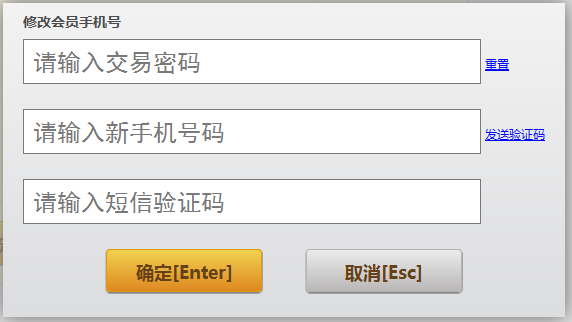 修改会员手机号
请输入交易密码 重置
请输入新手机号码 发送验证码
请输入短信验证码
确定[Enter] 取消[Esc]